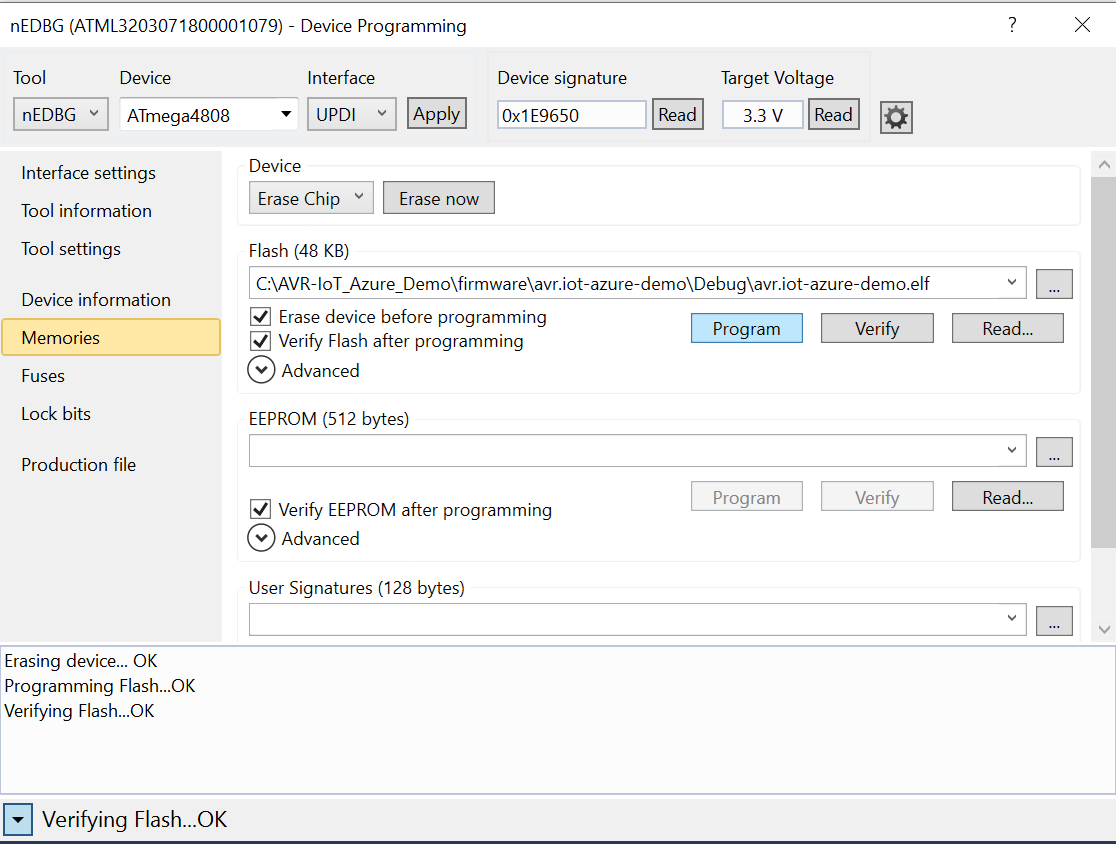 nEDBG (ATML3203071800001079) - Device Programming ?
Tool Device Interface Device signature Target Voltage
nEDBG ATmega4808 UPDI Apply 0x1E9650 Read 3.3 V Read
Interface settings
Tool information
Tool settings
Device information
Memories
Fuses
Lock bits
Production file
Device
Erase Chip Erase now
Flash (48 KB)
C:\AVR-IoT_Azure_Demo\firmware\avr.iot-azure-demo\Debug\avr.iot-azure-demo.elf ...
Erase device before programming
Verify Flash after programming
Program Verify Read...
Advanced
EEPROM (512 bytes)
...
Program Verify Read...
Verify EEPROM after programming
Advanced
User Signatures (128 bytes)
...
Erasing device... OK
Programming Flash...OK
Verifying Flash...OK
Verifying Flash...OK